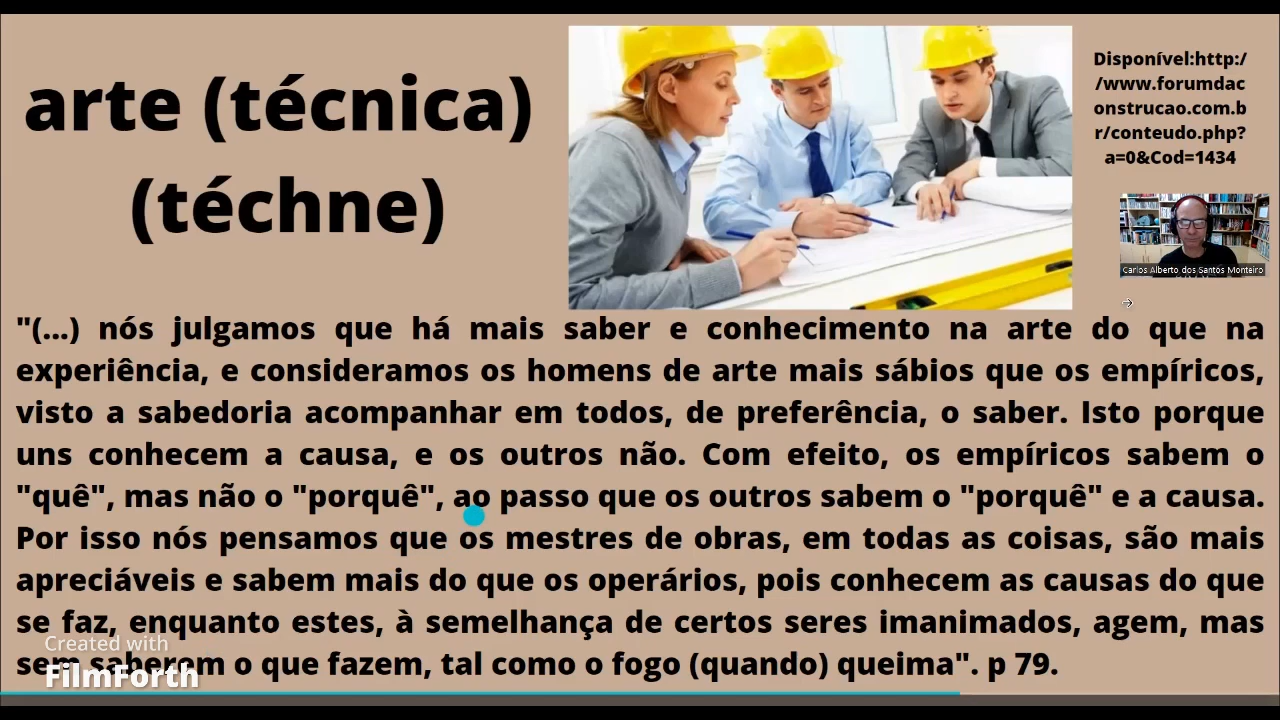 arte (técnica)
(téchne)
Disponível:http:/
/www.forumdac
onstrucao.com.b
r/conteudo.php?
a=0&Cod=1434
Carlos Alberto dos Santos Monteiro
"(...) nós julgamos que há mais saber e conhecimento na arte do que na
experiência, e consideramos os homens de arte mais sábios que os empíricos,
visto a sabedoria acompanhar em todos, de preferência, o saber. Isto porque
uns conhecem a causa, e os outros não. Com efeito, os empíricos sabem o
"quê", mas não o "porquê", ao passo que os outros sabem o "porquê" e a causa.
Por isso nós pensamos que os mestres de obras, em todas as coisas, são mais
apreciáveis e sabem mais do que os operários, pois conhecem as causas do que
se faz, enquanto estes, à semelhança de certos seres imanimados, agem, mas
sem saberem o que fazem, tal como o fogo (quando) queima". p 79.
Created with
FilmForth